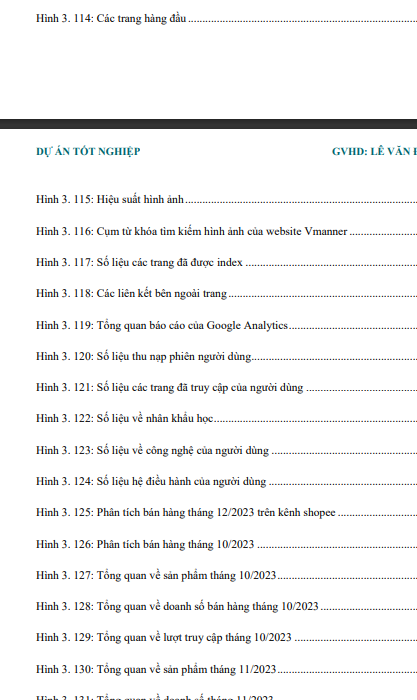 Hình 3. 114: Các trang hàng đầu
DỰ ÁN TỐT NGHIỆP GVHD: LÊ VĂN
Hình 3. 115: Hiệu suất hình ảnh
Hình 3. 116: Cụm từ khóa tìm kiếm hình ảnh của website Vmanner
Hình 3. 117: Số liệu các trang đã được index
Hình 3. 118: Các liên kết bên ngoài trang
Hình 3. 119: Tổng quan báo cáo của Google Analytics
Hình 3. 120: Số liệu thu nạp phiên người dùng
Hình 3. 121: Số liệu các trang đã truy cập của người dùng
Hình 3. 122: Số liệu về nhân khẩu học
Hình 3. 123: Số liệu về công nghệ của người dùng
Hình 3. 124: Số liệu hệ điều hành của người dùng
Hình 3. 125: Phân tích bán hàng tháng 12/2023 trên kênh shopee
Hình 3. 126: Phân tích bán hàng tháng 10/2023
Hình 3. 127: Tổng quan về sản phẩm tháng 10/2023
Hình 3. 128: Tổng quan về doanh số bán hàng tháng 10/2023
Hình 3. 129: Tổng quan về lượt truy cập tháng 10/2023
Hình 3. 130: Tổng quan về sản phẩm tháng 11/2023
Hình 3. 131: Tổng quan về doanh số tháng 11/2023